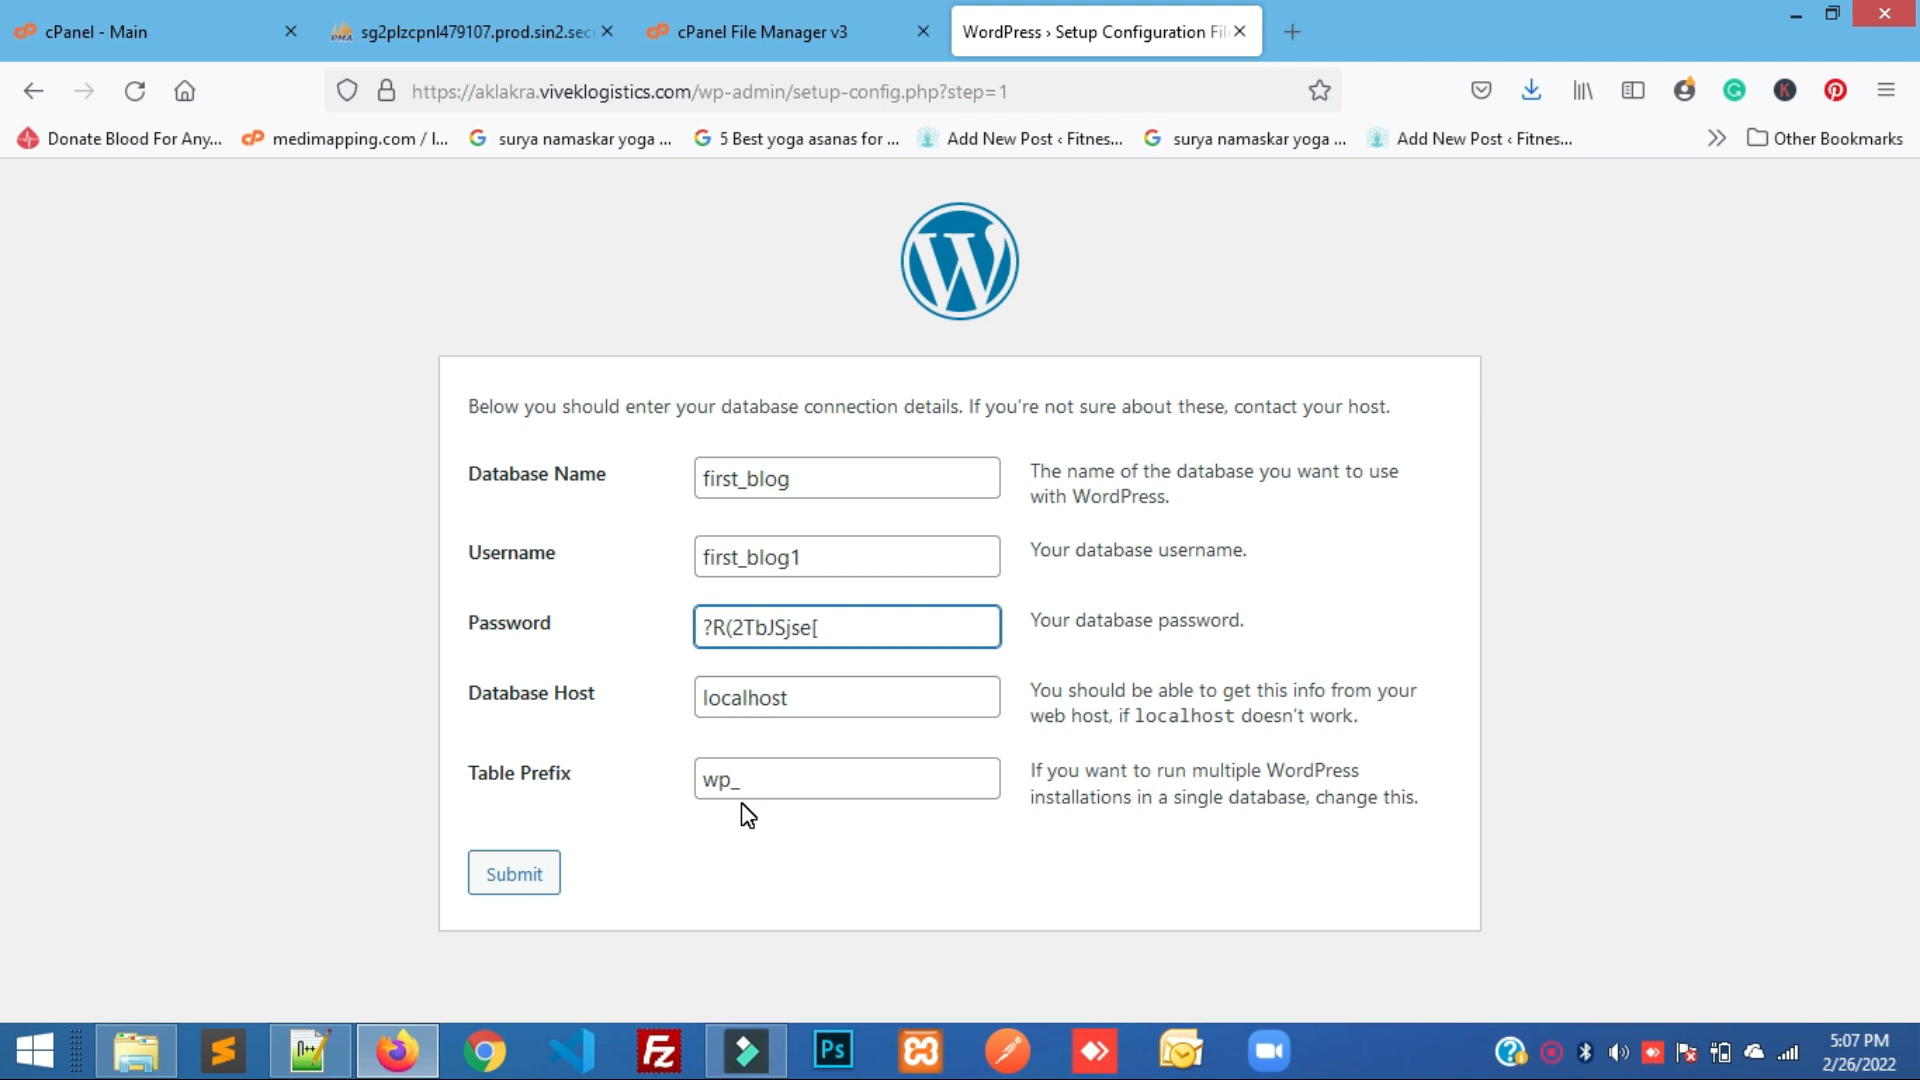 cPanel - Main
sg2plzcpnl479107.prod.sin2.sec
cPanel File Manager v3
WordPress › Setup Configuration Fil
https://aklakra.viveklogistics.com/wp-admin/setup-config.php?step=1
Donate Blood For Any...
medimapping.com / I...
surya namaskar yoga ...
5 Best yoga asanas for ...
Add New Post ‹ Fitnes...
surya namaskar yoga ...
Add New Post ‹ Fitnes...
Other Bookmarks
Below you should enter your database connection details. If you're not sure about these, contact your host.
Database Name
first_blog
The name of the database you want to use
with WordPress.
Username
first_blog1
Your database username.
Password
?R(2TbJSjse[
Your database password.
Database Host
localhost
You should be able to get this info from your
web host, if localhost doesn't work.
Table Prefix
wp_
If you want to run multiple WordPress
installations in a single database, change this.
Submit
5:07 PM
2/26/2022